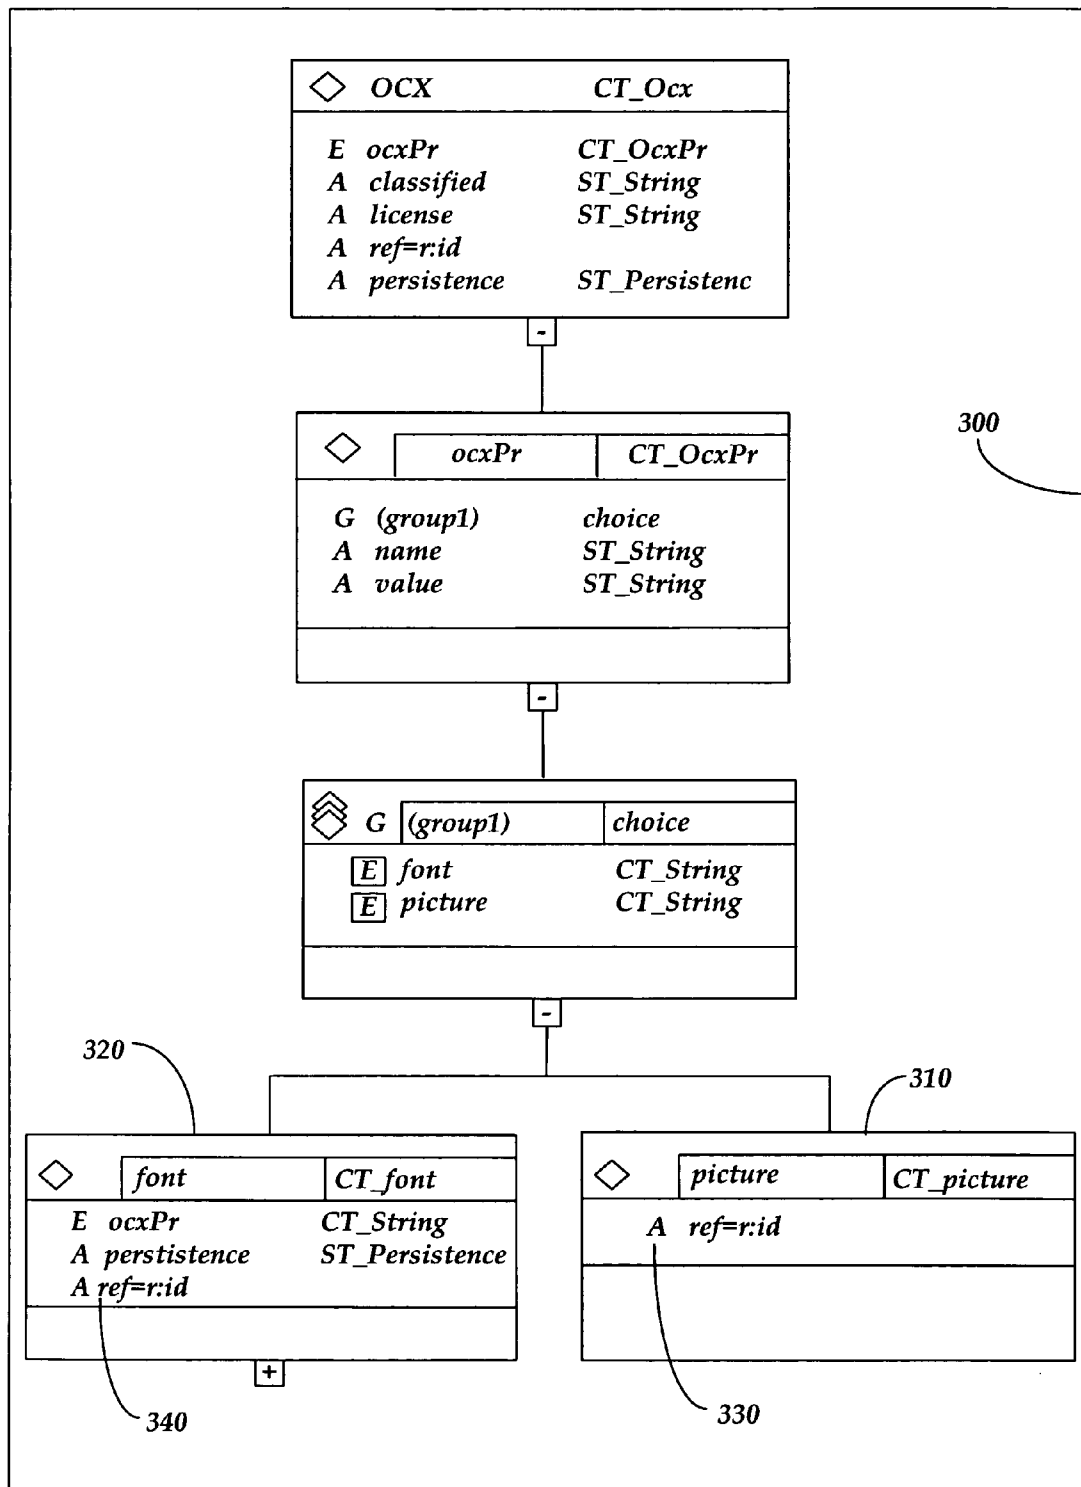 OCX CT_Ocx
E ocxPr CT_OcxPr
A classified ST_String
A license ST_String
A ref=r:id
A persistence ST_Persistenc
-
300
ocxPr CT_OcxPr
G (group1) choice
A name ST_String
A value ST_String
-
G (group1) choice
E font CT_String
E picture CT_String
-
320
310
font CT_font
E ocxPr CT_String
A perstistence ST_Persistence
A ref=r:id
+
340
picture CT_picture
A ref=r:id
330